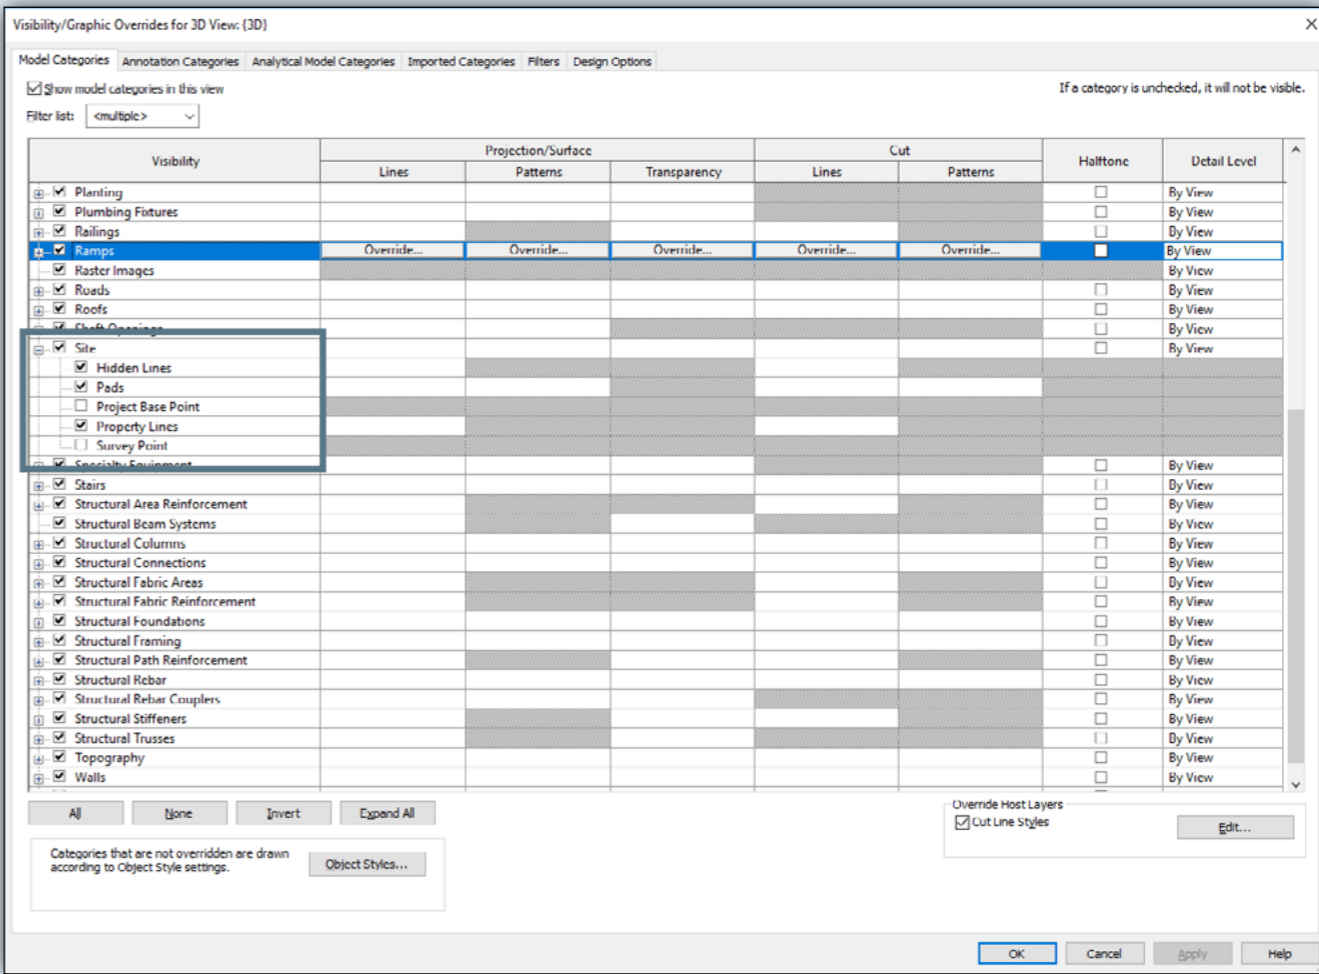 Visibility/Graphic Overrides for 3D View: {3D}
Model Categories Annotation Categories Analytical Model Categories Imported Categories Filters Design Options
Show model categories in this view If a category is unchecked, it will not be visible.
Filter list: <multiple>
Visibility Projection/Surface Cut Halftone Detail Level
Lines Patterns Transparency Lines Patterns
Planting By View
Plumbing Fixtures By View
Railings By View
Ramps Override... Override... Override... Override... Override... By View
Raster Images By View
Roads By View
Roofs By View
Shaft Openings By View
Site By View
Hidden Lines
Pads
Project Base Point
Property Lines
Survey Point
Specialty Equipment By View
Stairs By View
Structural Area Reinforcement By View
Structural Beam Systems By View
Structural Columns By View
Structural Connections By View
Structural Fabric Areas By View
Structural Fabric Reinforcement By View
Structural Foundations By View
Structural Framing By View
Structural Path Reinforcement By View
Structural Rebar By View
Structural Rebar Couplers By View
Structural Stiffeners By View
Structural Trusses By View
Topography By View
Walls By View
All None Invert Expand All
Override Host Layers
Cut Line Styles Edit...
Categories that are not overridden are drawn
according to Object Style settings. Object Styles...
OK Cancel Apply Help